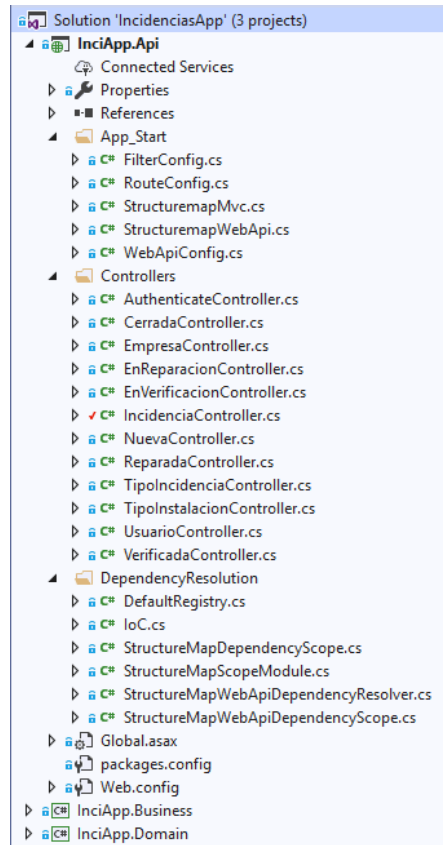 Solution 'IncidenciasApp' (3 projects)
InciApp.Api
Connected Services
Properties
References
App_Start
C# FilterConfig.cs
C# RouteConfig.cs
C# StructuremapMvc.cs
C# StructuremapWebApi.cs
C# WebApiConfig.cs
Controllers
C# AuthenticateController.cs
C# CerradaController.cs
C# EmpresaController.cs
C# EnReparacionController.cs
C# EnVerificacionController.cs
C# IncidenciaController.cs
C# NuevaController.cs
C# ReparadaController.cs
C# TipoIncidenciaController.cs
C# TipoInstalacionController.cs
C# UsuarioController.cs
C# VerificadaController.cs
DependencyResolution
C# DefaultRegistry.cs
C# IoC.cs
C# StructureMapDependencyScope.cs
C# StructureMapScopeModule.cs
C# StructureMapWebApiDependencyResolver.cs
C# StructureMapWebApiDependencyScope.cs
Global.asax
packages.config
Web.config
C# InciApp.Business
C# InciApp.Domain